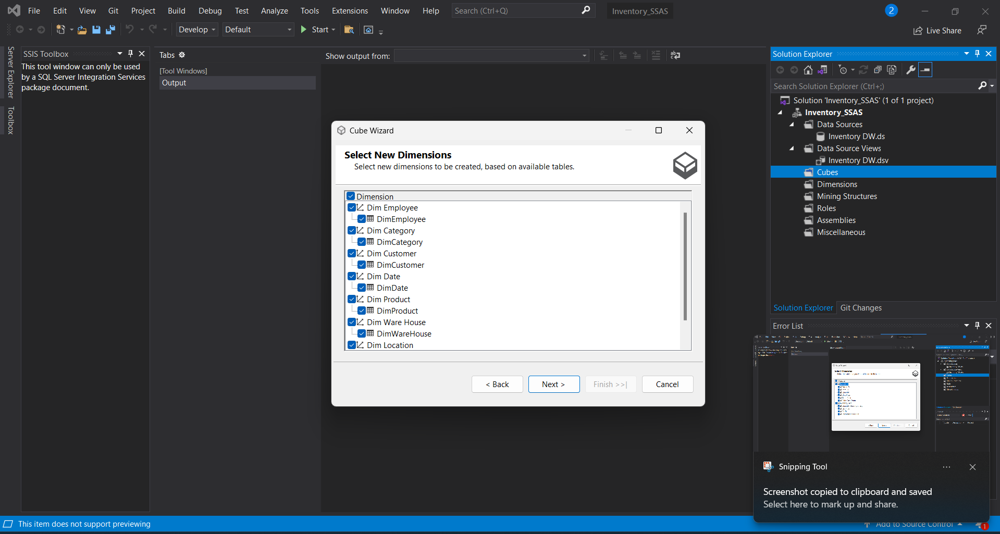 File Edit View Git Project Build Debug Test Analyze Tools Extensions Window Help Search (Ctrl+Q) Inventory_SSAS 2
Develop Default Start Live Share
Server Explorer
Toolbox
SSIS Toolbox
This tool window can only be used
by a SQL Server Integration Services
package document.
Tabs
[Tool Windows]
Output
Show output from:
Cube Wizard
Select New Dimensions
Select new dimensions to be created, based on available tables.
Dimension
Dim Employee
DimEmployee
Dim Category
DimCategory
Dim Customer
DimCustomer
Dim Date
DimDate
Dim Product
DimProduct
Dim Ware House
DimWareHouse
Dim Location
< Back Next > Finish >>| Cancel
Solution Explorer
Search Solution Explorer (Ctrl+;)
Solution 'Inventory_SSAS' (1 of 1 project)
Inventory_SSAS
Data Sources
Inventory DW.ds
Data Source Views
Inventory DW.dsv
Cubes
Dimensions
Mining Structures
Roles
Assemblies
Miscellaneous
Solution Explorer Git Changes
Error List
Cube Wizard
Select Measures
Snipping Tool
Screenshot copied to clipboard and saved
Select here to mark up and share.
This item does not support previewing
Add to Source Control 1